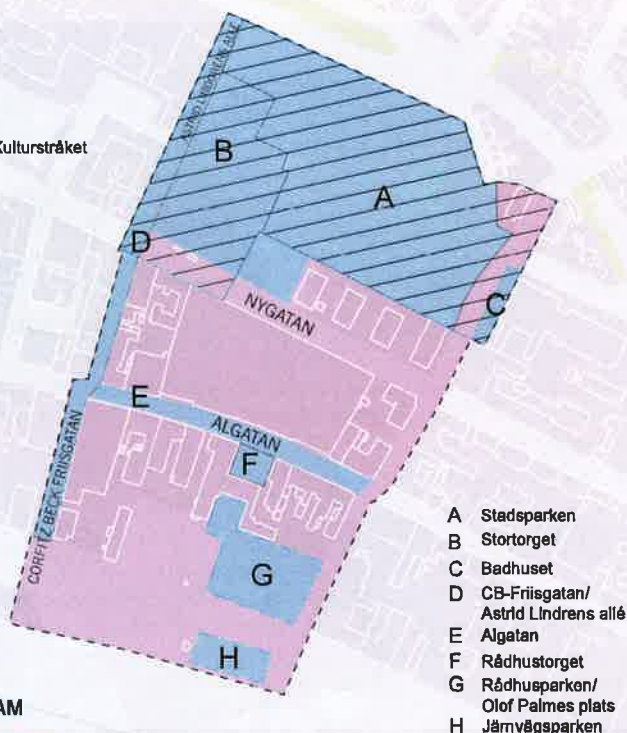 ASTRID LINDGRENS ALLÉ
Kulturstråket
B
A
D
C
NYGATAN
E
ALGATAN
F
CORFITZ BECK FRIISGATAN
G
H
A Stadsparken
B Stortorget
C Badhuset
D CB-Friisgatan/
Astrid Lindrens allé
E Algatan
F Rådhustorget
G Rådhusparken/
Olof Palmes plats
H Järnvägsparken
AM